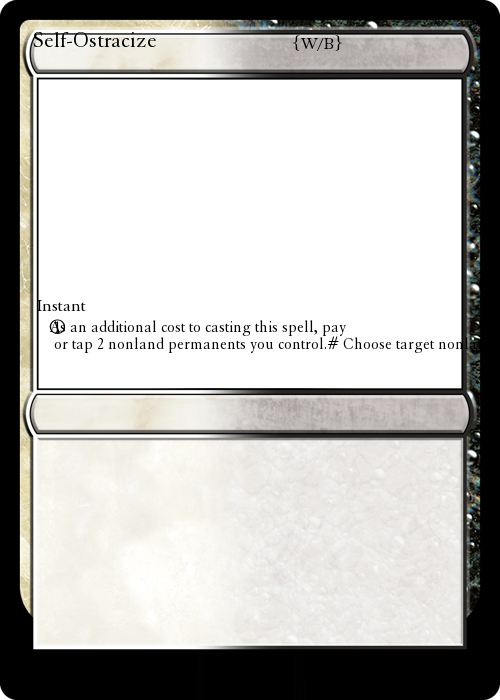 Self-Ostracize {W/B}
Instant
As an additional cost to casting this spell, pay
or tap 2 nonland permanents you control.# Choose target